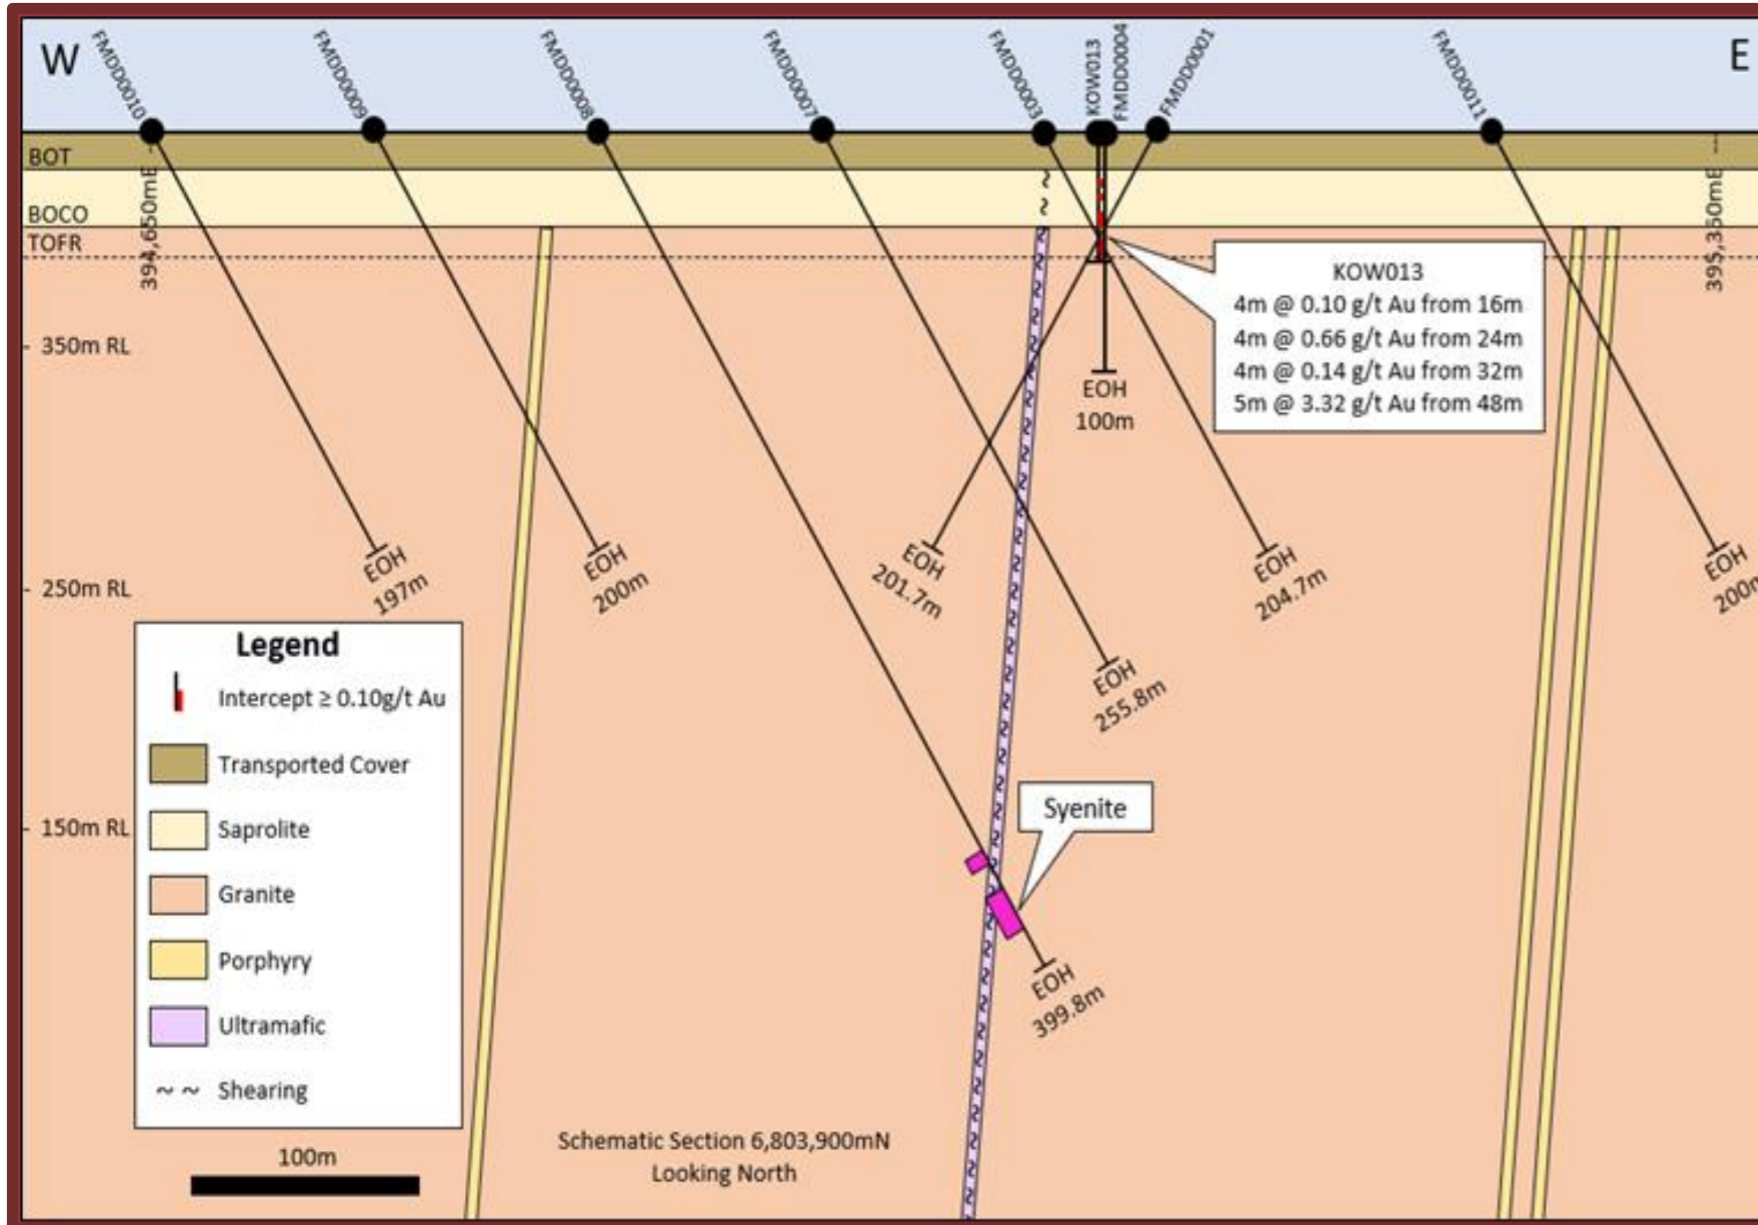 W
E
FMDD0010
FMDD0009
FMDD0008
FMDD0007
FMDD0003
KOW013
FMDD0004
FMDD0001
FMDD0011
BOT
BOCO
TOFR
394,650mE
395,350mE
KOW013
4m @ 0.10 g/t Au from 16m
4m @ 0.66 g/t Au from 24m
4m @ 0.14 g/t Au from 32m
5m @ 3.32 g/t Au from 48m
350m RL
EOH
100m
EOH
197m
EOH
200m
EOH
201.7m
EOH
204.7m
EOH
200m
250m RL
EOH
255.8m
150m RL
Syenite
EOH
399.8m
Legend
Intercept ≥ 0.10g/t Au
Transported Cover
Saprolite
Granite
Porphyry
Ultramafic
~ ~ Shearing
100m
Schematic Section 6,803,900mN
Looking North